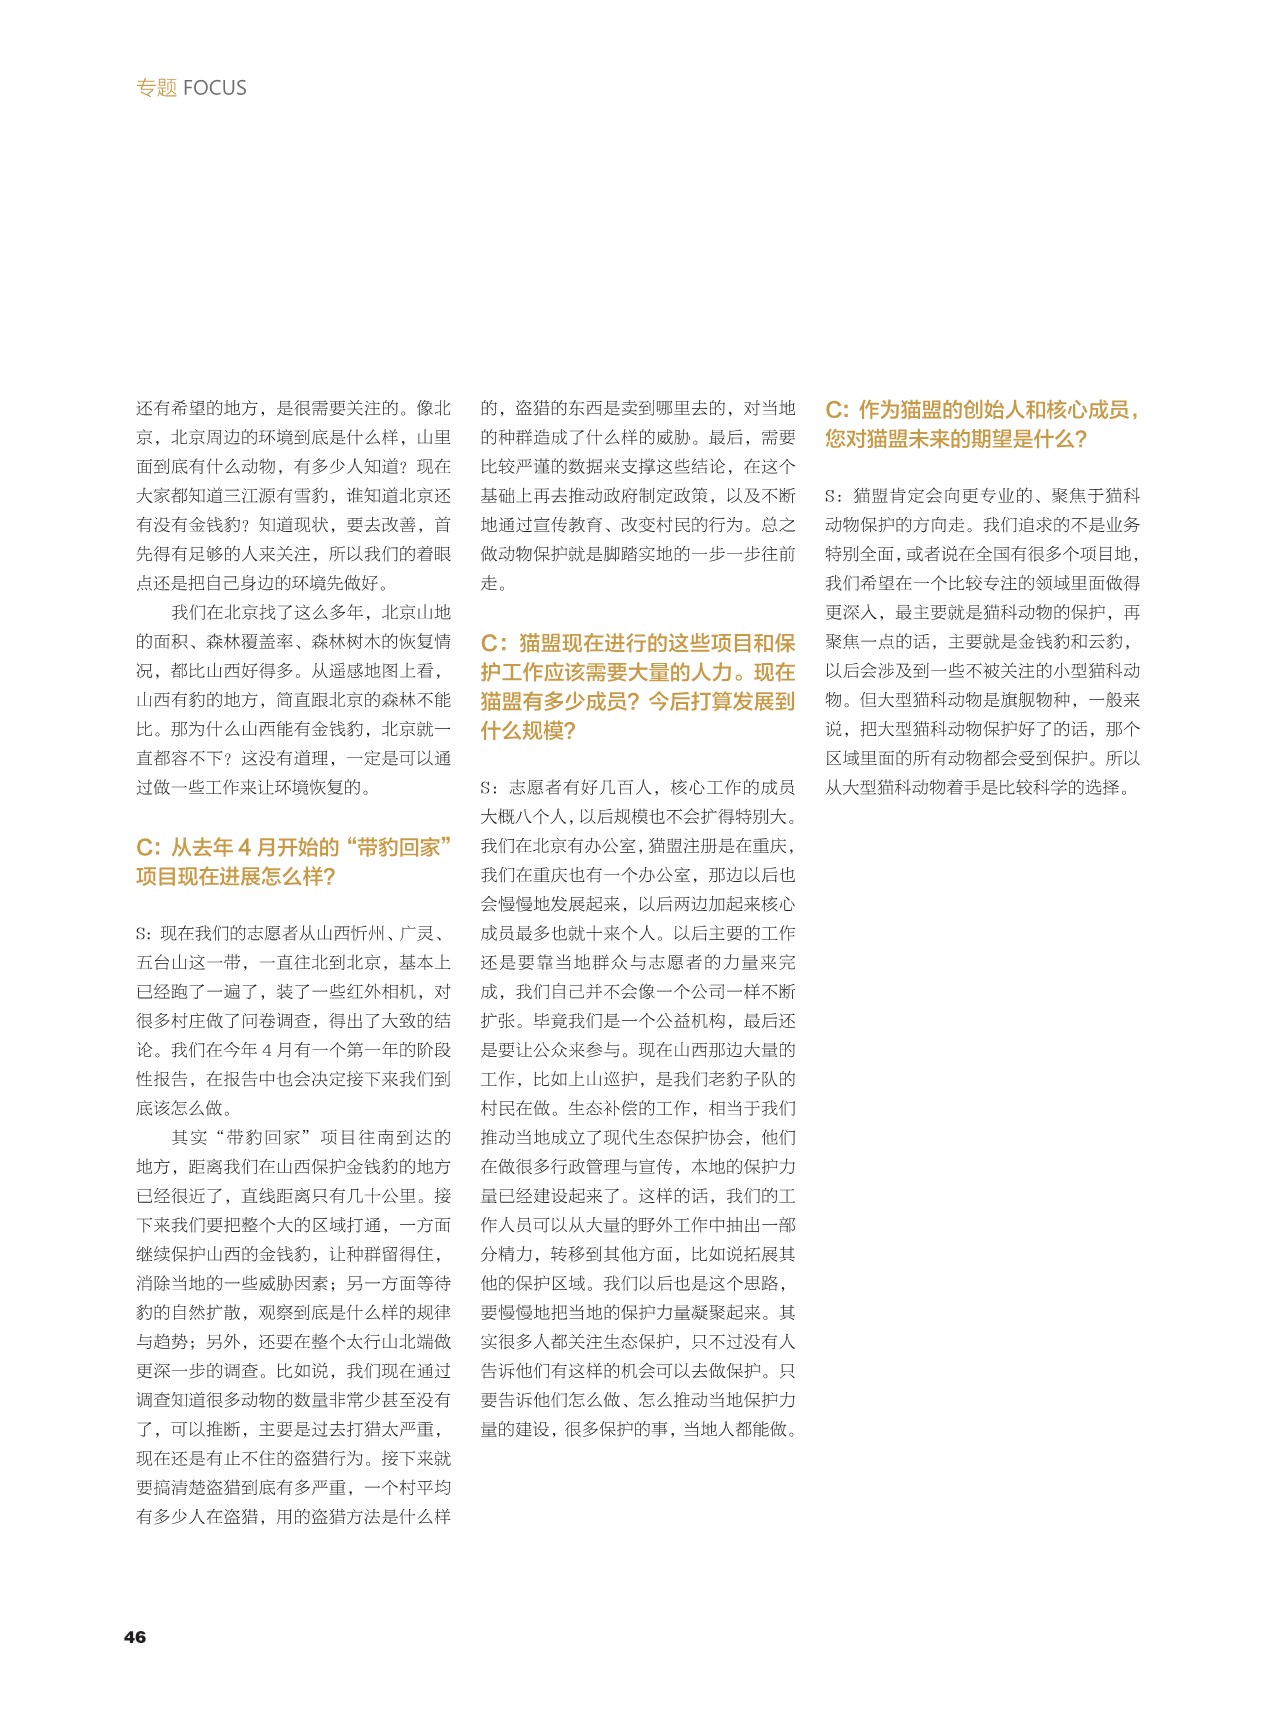 专题 FOCUS
还有希望的地方，是很需要关注的。像北
京，北京周边的环境到底是什么样，山里
面到底有什么动物，有多少人知道？现在
大家都知道三江源有雪豹，谁知道北京还
有没有金钱豹？知道现状，要去改善，首
先得有足够的人来关注，所以我们的着眼
点还是把自己身边的环境先做好。
我们在北京找了这么多年，北京山地
的面积、森林覆盖率、森林树木的恢复情
况，都比山西好得多。从遥感地图上看，
山西有豹的地方，简直跟北京的森林不能
比。那为什么山西能有金钱豹，北京就一
直都容不下？这没有道理，一定是可以通
过做一些工作来让环境恢复的。
C：从去年 4 月开始的“带豹回家”
项目现在进展怎么样？
S：现在我们的志愿者从山西忻州、广灵、
五台山这一带，一直往北到北京，基本上
已经跑了一遍了，装了一些红外相机，对
很多村庄做了问卷调查，得出了大致的结
论。我们在今年 4 月有一个第一年的阶段
性报告，在报告中也会决定接下来我们到
底该怎么做。
其实“带豹回家”项目往南到达的
地方，距离我们在山西保护金钱豹的地方
已经很近了，直线距离只有几十公里。接
下来我们要把整个大的区域打通，一方面
继续保护山西的金钱豹，让种群留得住，
消除当地的一些威胁因素；另一方面等待
豹的自然扩散，观察到底是什么样的规律
与趋势；另外，还要在整个太行山北端做
更深一步的调查。比如说，我们现在通过
调查知道很多动物的数量非常少甚至没有
了，可以推断，主要是过去打猎太严重，
现在还是有止不住的盗猎行为。接下来就
要搞清楚盗猎到底有多严重，一个村平均
有多少人在盗猎，用的盗猎方法是什么样
的，盗猎的东西是卖到哪里去的，对当地
的种群造成了什么样的威胁。最后，需要
比较严谨的数据来支撑这些结论，在这个
基础上再去推动政府制定政策，以及不断
地通过宣传教育、改变村民的行为。总之
做动物保护就是脚踏实地的一步一步往前
走。
C：猫盟现在进行的这些项目和保
护工作应该需要大量的人力。现在
猫盟有多少成员？今后打算发展到
什么规模？
S：志愿者有好几百人，核心工作的成员
大概八个人，以后规模也不会扩得特别大。
我们在北京有办公室，猫盟注册是在重庆，
我们在重庆也有一个办公室，那边以后也
会慢慢地发展起来，以后两边加起来核心
成员最多也就十来个人。以后主要的工作
还是要靠当地群众与志愿者的力量来完
成，我们自己并不会像一个公司一样不断
扩张。毕竟我们是一个公益机构，最后还
是要让公众来参与。现在山西那边大量的
工作，比如上山巡护，是我们老豹子队的
村民在做。生态补偿的工作，相当于我们
推动当地成立了现代生态保护协会，他们
在做很多行政管理与宣传，本地的保护力
量已经建设起来了。这样的话，我们的工
作人员可以从大量的野外工作中抽出一部
分精力，转移到其他方面，比如说拓展其
他的保护区域。我们以后也是这个思路，
要慢慢地把当地的保护力量凝聚起来。其
实很多人都关注生态保护，只不过没有人
告诉他们有这样的机会可以去做保护。只
要告诉他们怎么做、怎么推动当地保护力
量的建设，很多保护的事，当地人都能做。
C：作为猫盟的创始人和核心成员，
您对猫盟未来的期望是什么？
S：猫盟肯定会向更专业的、聚焦于猫科
动物保护的方向走。我们追求的不是业务
特别全面，或者说在全国有很多个项目地，
我们希望在一个比较专注的领域里面做得
更深入，最主要就是猫科动物的保护，再
聚焦一点的话，主要就是金钱豹和云豹，
以后会涉及到一些不被关注的小型猫科动
物。但大型猫科动物是旗舰物种，一般来
说，把大型猫科动物保护好了的话，那个
区域里面的所有动物都会受到保护。所以
从大型猫科动物着手是比较科学的选择。
46